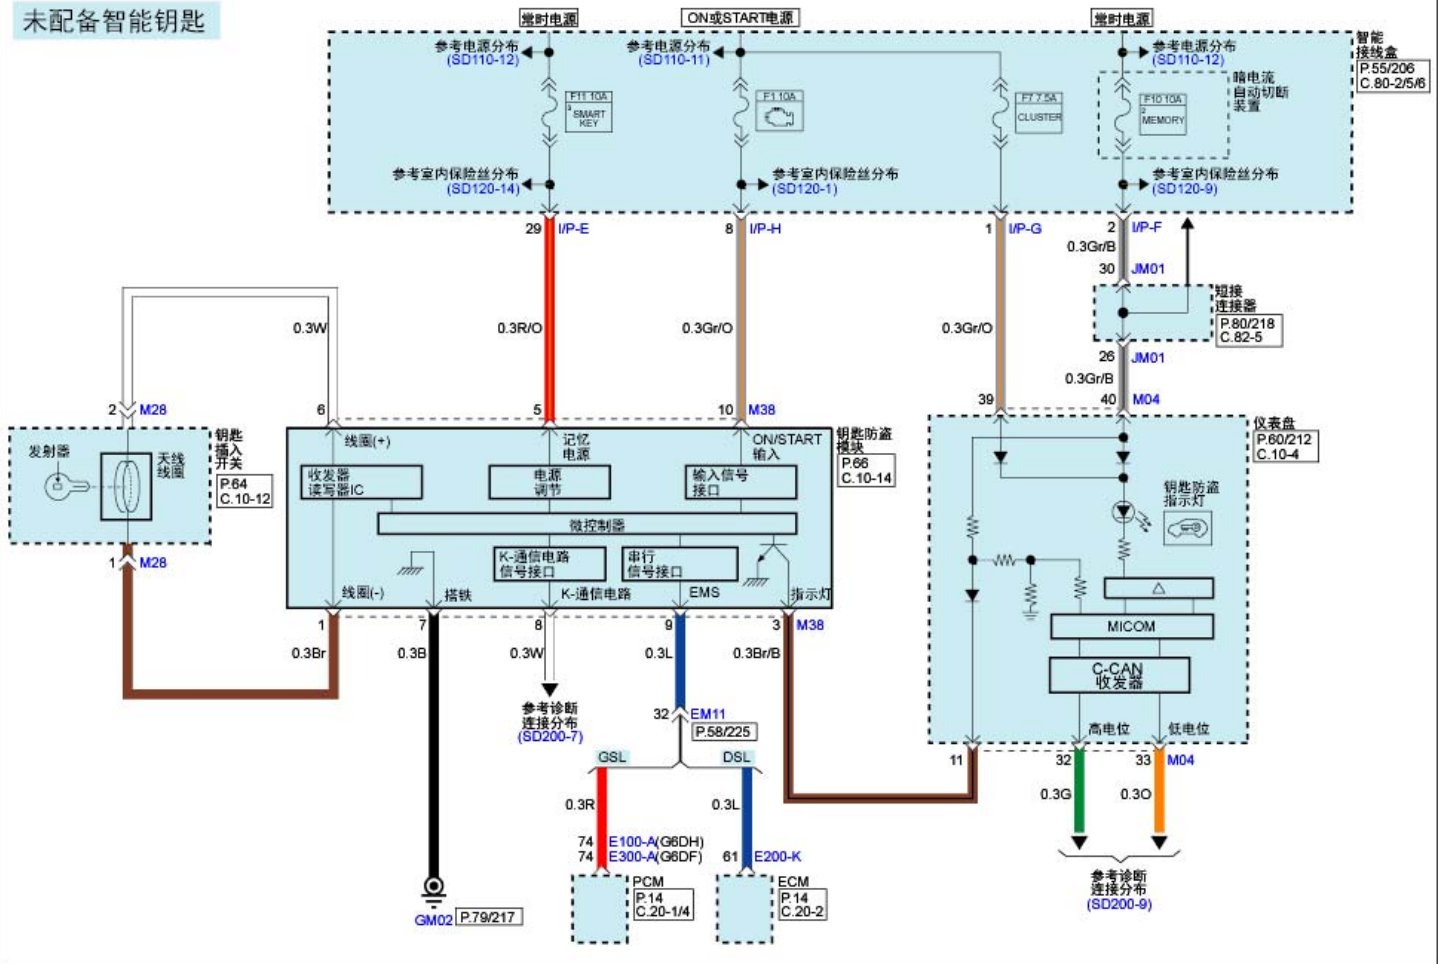 未配备智能钥匙
常时电源
ON或START电源
常时电源
参考电源分布
(SD110-12)
参考电源分布
(SD110-11)
参考电源分布
(SD110-12)
智能
接线盒
P.55/206
C.80-2/5/6
暗电流
自动切断
装置
F11 10A
3
SMART
KEY
F1 10A
F7 7.5A
CLUSTER
F10 10A
2
MEMORY
参考室内保险丝分布
(SD120-14)
参考室内保险丝分布
(SD120-1)
参考室内保险丝分布
(SD120-9)
29 I/P-E
8 I/P-H
1 I/P-G
2 I/P-F
0.3Gr/B
30 JM01
短接
连接器
P.80/218
C.82-5
0.3W
0.3R/O
0.3Gr/O
0.3Gr/O
26 JM01
0.3Gr/B
2 M28
6
5
10 M38
39
40 M04
发射器
天线
线圈
钥匙
插入
开关
P.64
C.10-12
线圈(+)
记忆
电源
ON/START
输入
钥匙防盗
模块
P.66
C.10-14
仪表盘
P.60/212
C.10-4
收发器
读写器IC
电源
调节
输入信号
接口
钥匙防盗
指示灯
微控制器
K-通信电路
信号接口
串行
信号接口
1 M28
线圈(-)
搭铁
K-通信电路
EMS
指示灯
△
MICOM
C-CAN
收发器
高电位
低电位
1
7
8
9
3 M38
0.3Br
0.3B
0.3W
0.3L
0.3Br/B
参考诊断
连接分布
(SD200-7)
32 EM11
P.58/225
GSL
DSL
11
32
33 M04
0.3R
0.3L
0.3G
0.3O
74 E100-A(G6DH)
74 E300-A(G6DF)
61 E200-K
PCM
P.14
C.20-1/4
ECM
P.14
C.20-2
参考诊断
连接分布
(SD200-9)
GM02 P.79/217